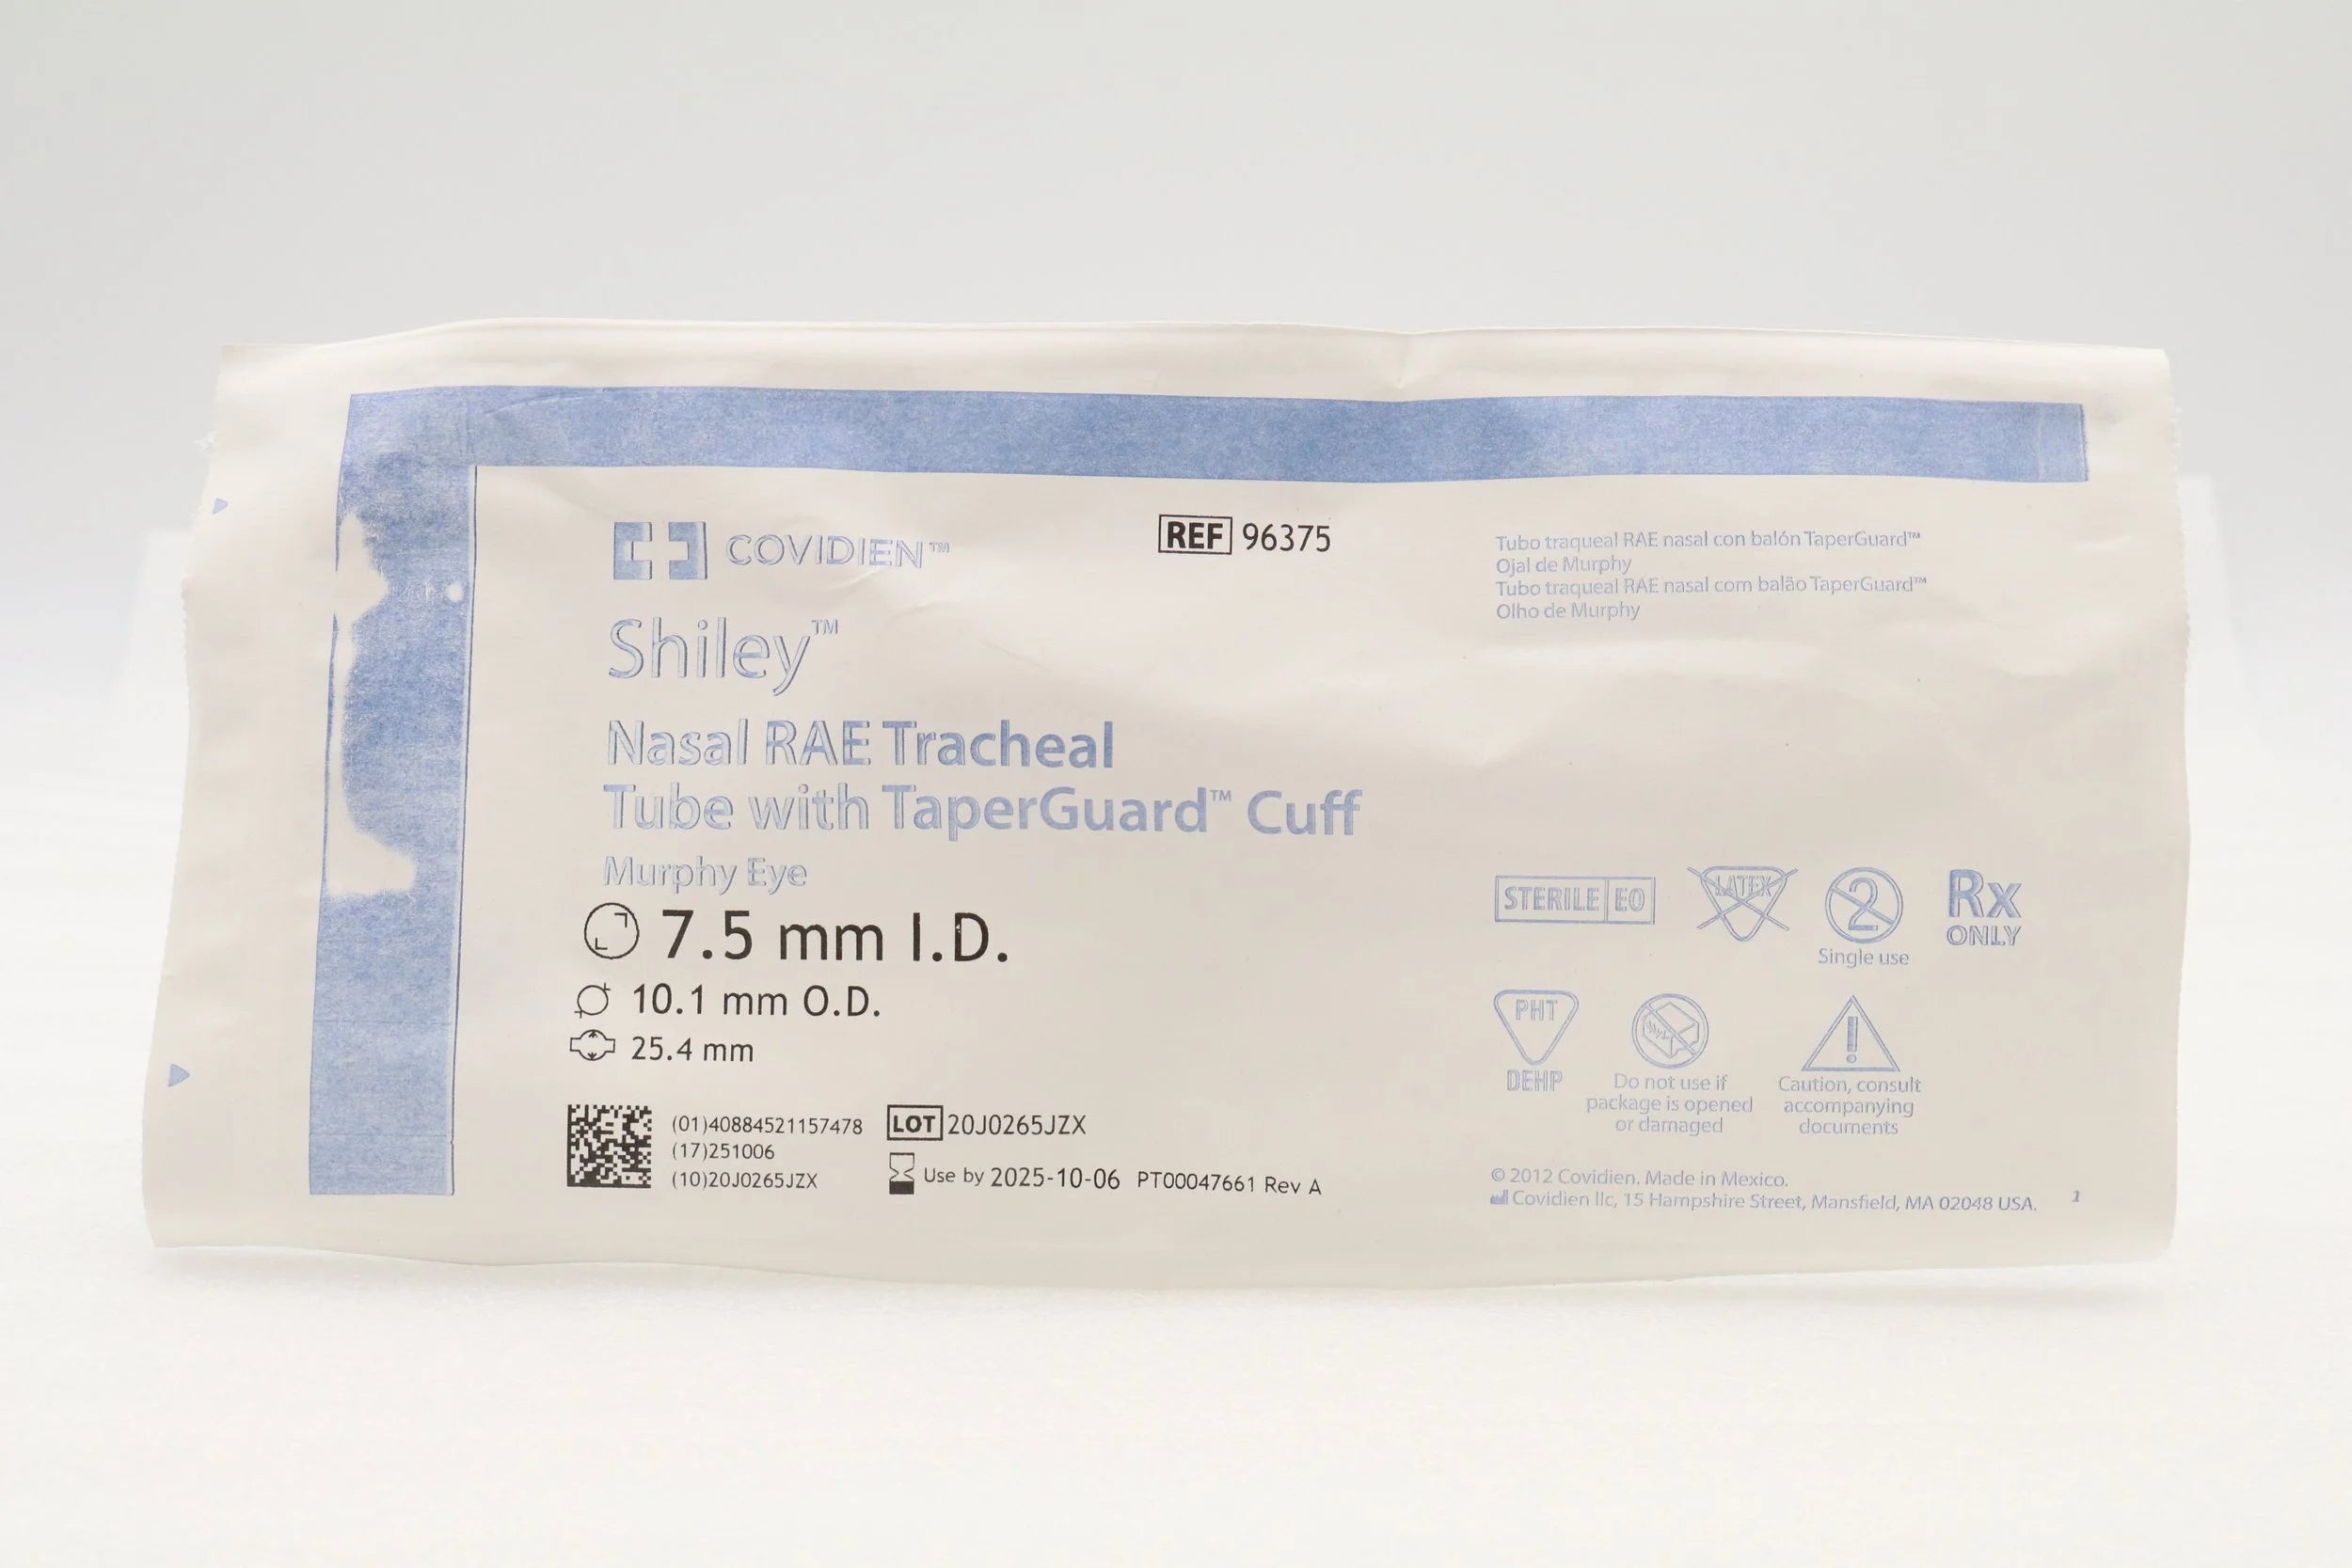 COVIDIEN™
REF 96375
Shiley™
Nasal RAE Tracheal
Tube with TaperGuard™ Cuff
Murphy Eye
7.5 mm I.D.
10.1 mm O.D.
25.4 mm
(01)40884521157478
(17)251006
(10)20J0265JZX
LOT 20J0265JZX
Use by 2025-10-06 PT00047661 Rev A
Tubo traqueal RAE nasal con balón TaperGuard™
Ojal de Murphy
Tubo traqueal RAE nasal com balão TaperGuard™
Olho de Murphy
STERILE EO
LATEX
2
Single use
Rx
ONLY
PHT
DEHP
Do not use if
package is opened
or damaged
!
Caution, consult
accompanying
documents
© 2012 Covidien. Made in Mexico.
Covidien llc, 15 Hampshire Street, Mansfield, MA 02048 USA.
1